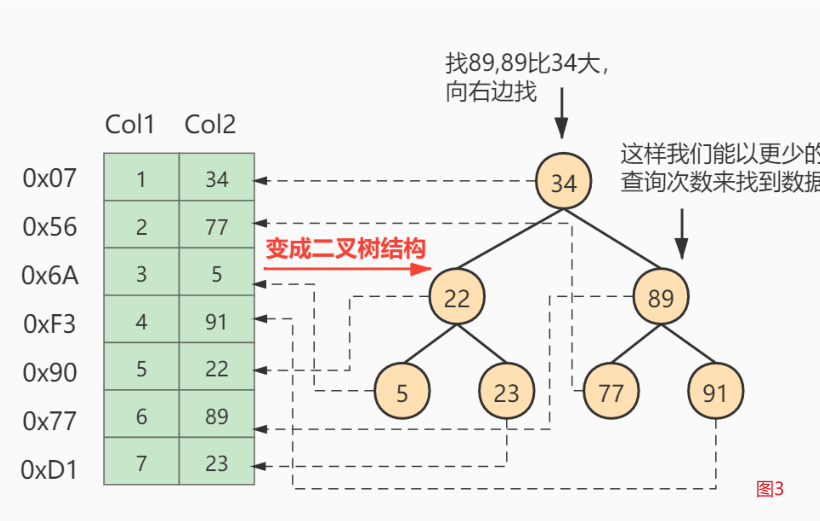 找89,89比34大，
向右边找
Col1 Col2
这样我们能以更少的
查询次数来找到数据
0x07 1 34
34
0x56 2 77
变成二叉树结构
0x6A 3 5
22
89
0xF3 4 91
0x90 5 22
5
23
77
91
0x77 6 89
0xD1 7 23
图3